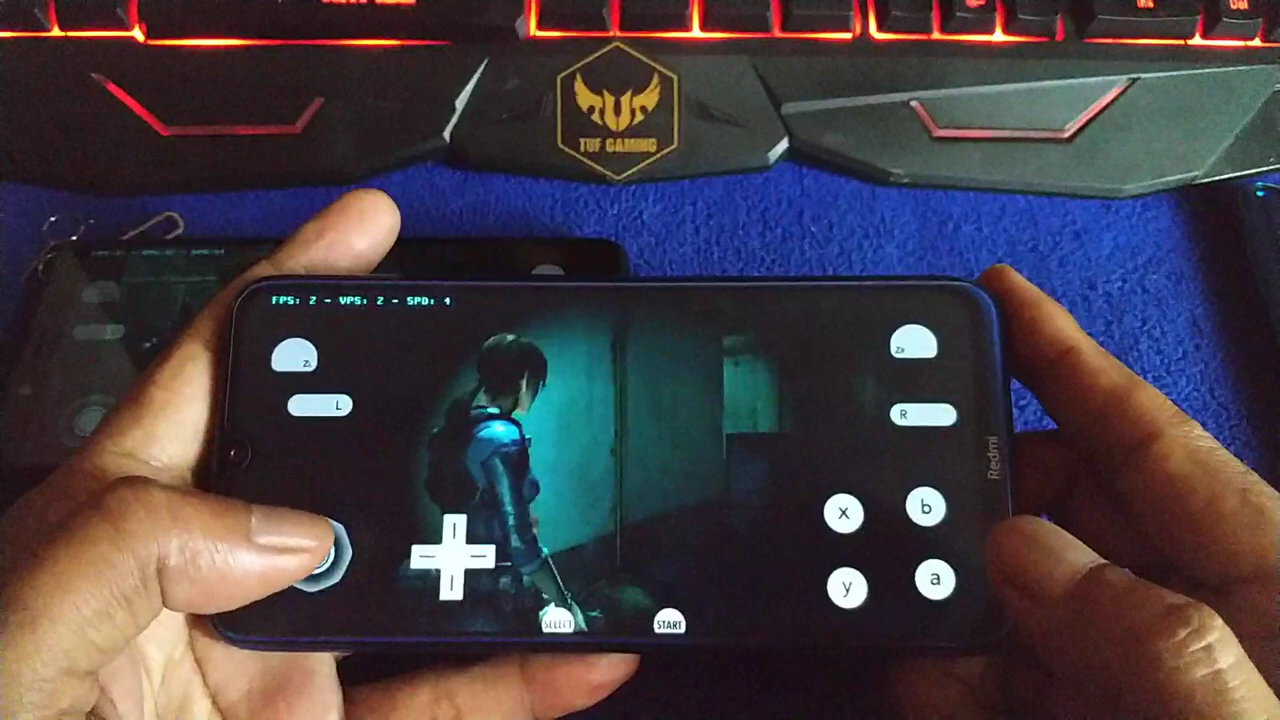 TUF GAMING
FPS: 2 - VPS: 2 - SPD: 4
ZL
ZR
L
R
Redmi
x
b
y
a
SELECT
START